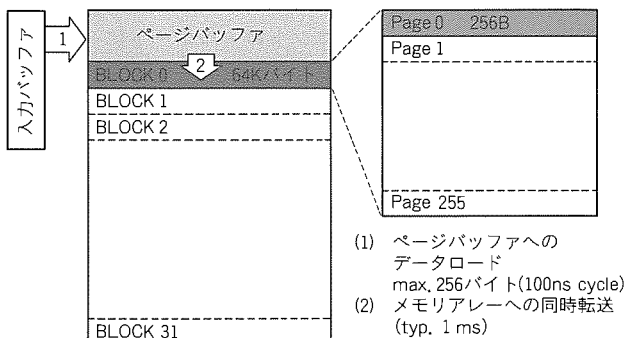 入力バッファ
1
ページバッファ
2
BLOCK 0 64Kバイト
BLOCK 1
BLOCK 2
BLOCK 31
Page 0 256B
Page 1
Page 255
(1) ページバッファへの
データロード
max. 256バイト(100ns cycle)
(2) メモリアレーへの同時転送
(typ. 1 ms)